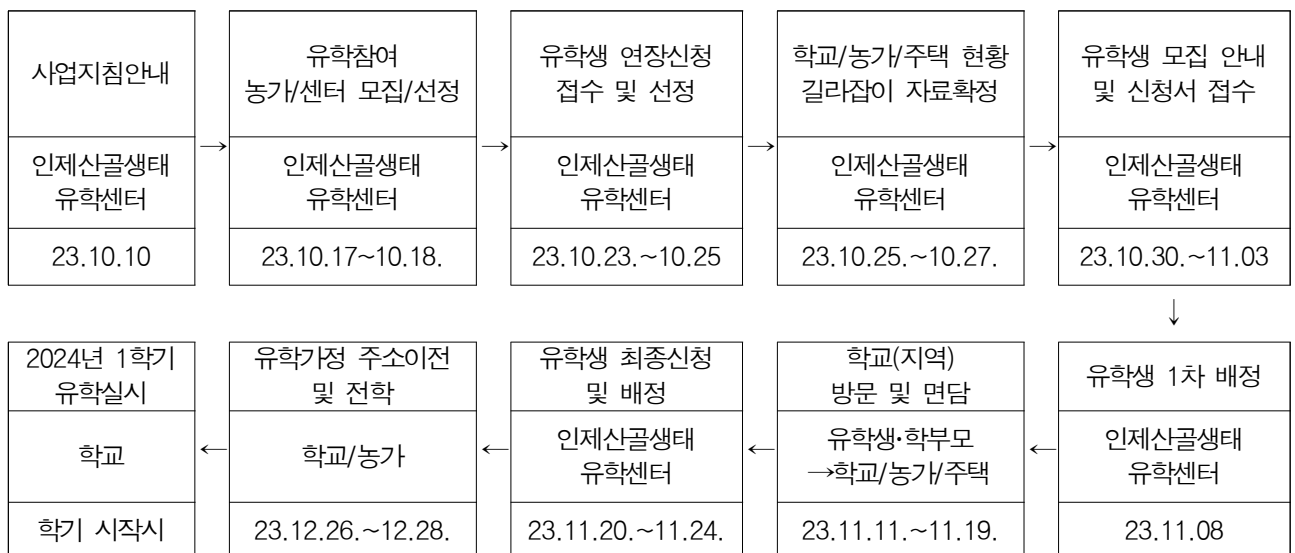 사업지침안내
인제산골생태
유학센터
23.10.10
→
유학참여
농가/센터 모집/선정
인제산골생태
유학센터
23.10.17~10.18.
→
유학생 연장신청
접수 및 선정
인제산골생태
유학센터
23.10.23.~10.25
→
학교/농가/주택 현황
길라잡이 자료확정
인제산골생태
유학센터
23.10.25.~10.27.
→
유학생 모집 안내
및 신청서 접수
인제산골생태
유학센터
23.10.30.~11.03
↓
유학생 1차 배정
인제산골생태
유학센터
23.11.08
←
학교(지역)
방문 및 면담
유학생·학부모
→학교/농가/주택
23.11.11.~11.19.
←
유학생 최종신청
및 배정
인제산골생태
유학센터
23.11.20.~11.24.
←
유학가정 주소이전
및 전학
학교/농가
23.12.26.~12.28.
←
2024년 1학기
유학실시
학교
학기 시작시